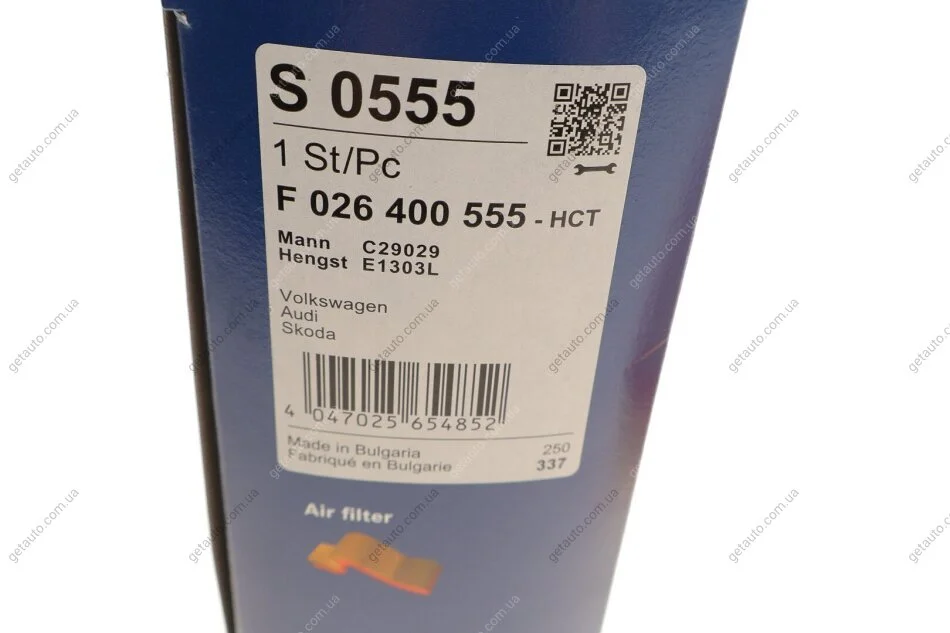 S 0555
1 St/Pc
F 026 400 555 - HCT
Mann C29029
Hengst E1303L
Volkswagen
Audi
Skoda
4 047025 654852
Made in Bulgaria 250
Fabriqué en Bulgarie 337
Air filter
getauto.com.ua